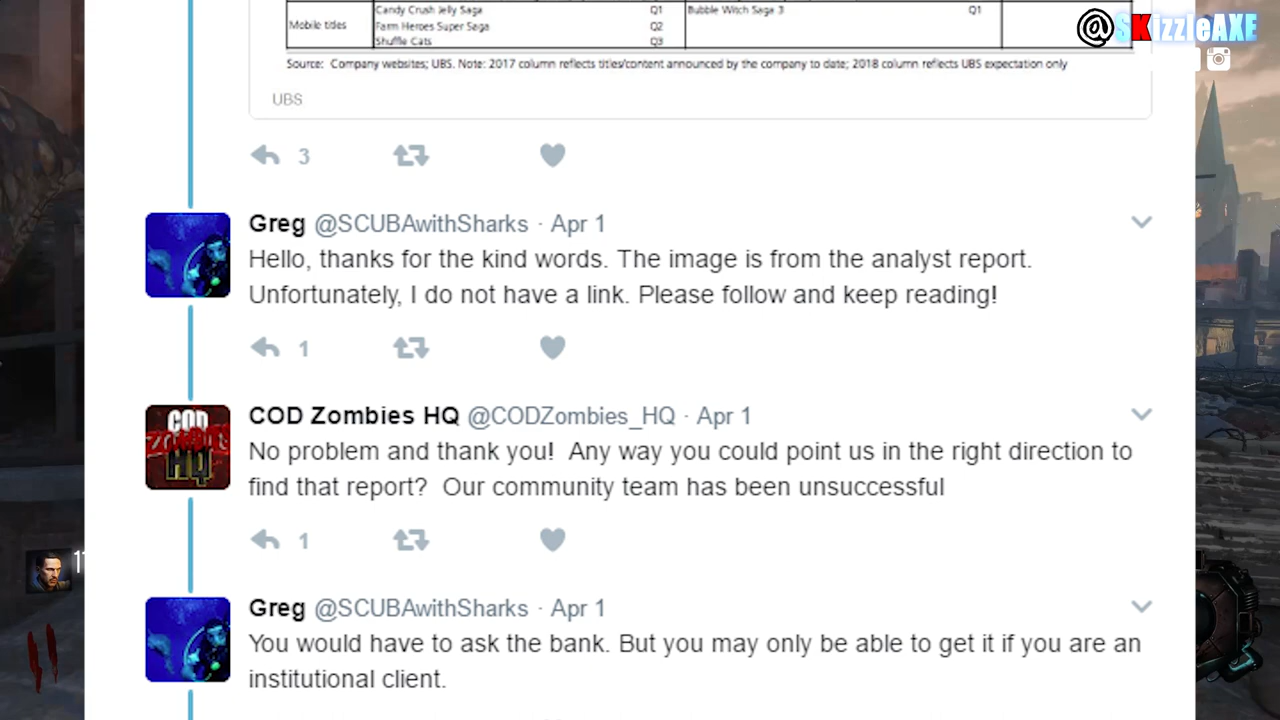 Candy Crush Jelly Saga Q1 Bubble Witch Saga 3 Q1
Mobile titles Farm Heroes Super Saga Q2
Shuffle Cats Q3
@SKizzleAXE
Source: Company websites; UBS. Note: 2017 column reflects titles/content announced by the company to date; 2018 column reflects UBS expectation only
UBS
3
Greg @SCUBAwithSharks · Apr 1
Hello, thanks for the kind words. The image is from the analyst report.
Unfortunately, I do not have a link. Please follow and keep reading!
1
COD Zombies HQ @CODZombies_HQ · Apr 1
COD
ZOMBIES
HQ
No problem and thank you! Any way you could point us in the right direction to
find that report? Our community team has been unsuccessful
1
Greg @SCUBAwithSharks · Apr 1
You would have to ask the bank. But you may only be able to get it if you are an
institutional client.